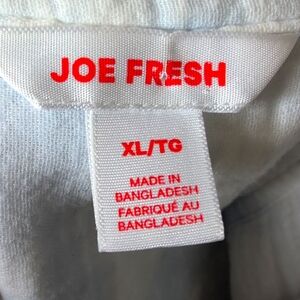 JOE FRESH
XL/TG
MADE IN
BANGLADESH
FABRIQUÉ AU
BANGLADESH